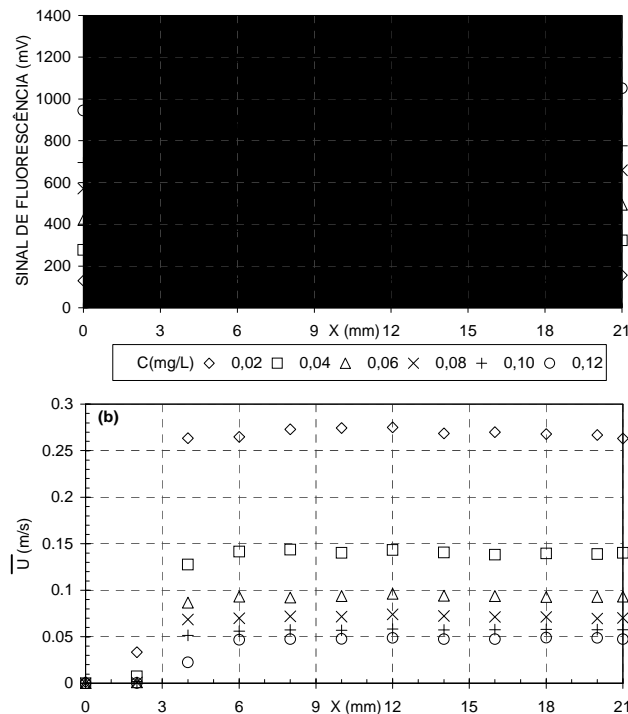 1400
1200
1000
800
600
400
200
0
SINAL DE FLUORESCÊNCIA (mV)
0 3 6 9 X (mm) 12 15 18 21
C(mg/L) 0,02 0,04 0,06 0,08 0,10 0,12
(b)
0.3
0.25
0.2
0.15
0.1
0.05
0
U (m/s)
0 3 6 9 X (mm) 12 15 18 21